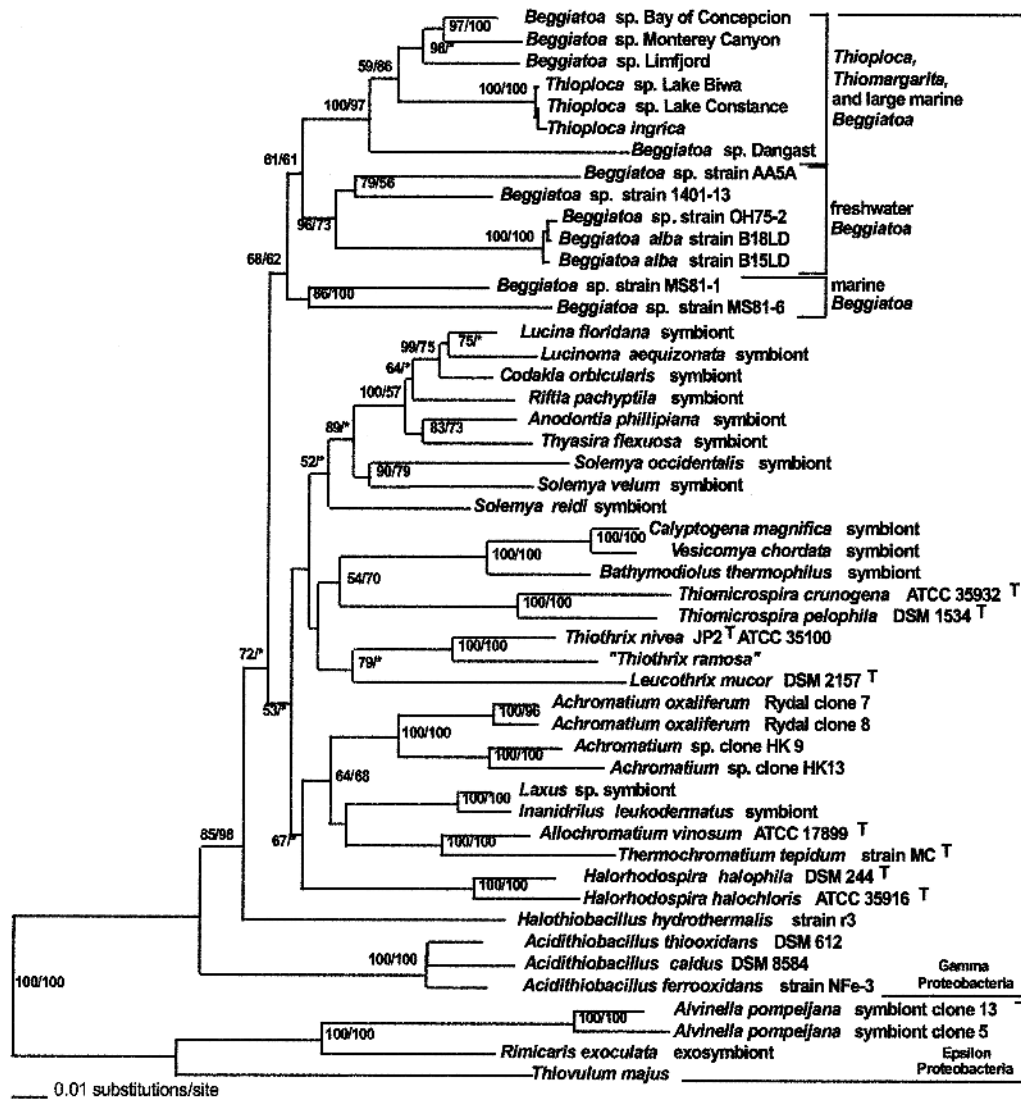 Beggiatoa sp. Bay of Concepcion
97/100
Beggiatoa sp. Monterey Canyon
98/*
Beggiatoa sp. Limfjord
59/86
Thioploca sp. Lake Biwa
100/100
Thioploca sp. Lake Constance
Thioploca ingrica
100/97
Beggiatoa sp. Dangast
Thioploca,
Thiomargarita,
and large marine
Beggiatoa
61/61
Beggiatoa sp. strain AA5A
79/56
Beggiatoa sp. strain 1401-13
96/73
Beggiatoa sp. strain OH75-2
100/100
Beggiatoa alba strain B18LD
Beggiatoa alba strain B15LD
freshwater
Beggiatoa
68/62
Beggiatoa sp. strain MS81-1
86/100
Beggiatoa sp. strain MS81-6
marine
Beggiatoa
Lucina floridana symbiont
75/*
99/75
Lucinoma aequizonata symbiont
64/*
Codakia orbicularis symbiont
100/57
Riftia pachyptila symbiont
Anodontia phillipiana symbiont
83/73
89/*
Thyasira flexuosa symbiont
52/*
Solemya occidentalis symbiont
90/79
Solemya velum symbiont
Solemya reidi symbiont
Calyptogena magnifica symbiont
100/100
Vesicomya chordata symbiont
100/100
Bathymodiolus thermophilus symbiont
54/70
Thiomicrospira crunogena ATCC 35932 T
100/100
Thiomicrospira pelophila DSM 1534 T
Thiothrix nivea JP2 T ATCC 35100
100/100
"Thiothrix ramosa"
79/*
Leucothrix mucor DSM 2157 T
72/*
53/*
Achromatium oxaliferum Rydal clone 7
100/96
Achromatium oxaliferum Rydal clone 8
100/100
Achromatium sp. clone HK 9
100/100
Achromatium sp. clone HK13
64/68
Laxus sp. symbiont
100/100
Inanidrilus leukodermatus symbiont
85/98
67/*
Allochromatium vinosum ATCC 17899 T
100/100
Thermochromatium tepidum strain MC T
Halorhodospira halophila DSM 244 T
100/100
Halorhodospira halochloris ATCC 35916 T
Halothiobacillus hydrothermalis strain r3
Acidithiobacillus thiooxidans DSM 612
100/100
Acidithiobacillus caldus DSM 8584
Acidithiobacillus ferrooxidans strain NFe-3
Gamma
Proteobacteria
100/100
Alvinella pompejana symbiont clone 13
100/100
Alvinella pompejana symbiont clone 5
100/100
Rimicaris exoculata exosymbiont
Thiovulum majus
Epsilon
Proteobacteria
0.01 substitutions/site